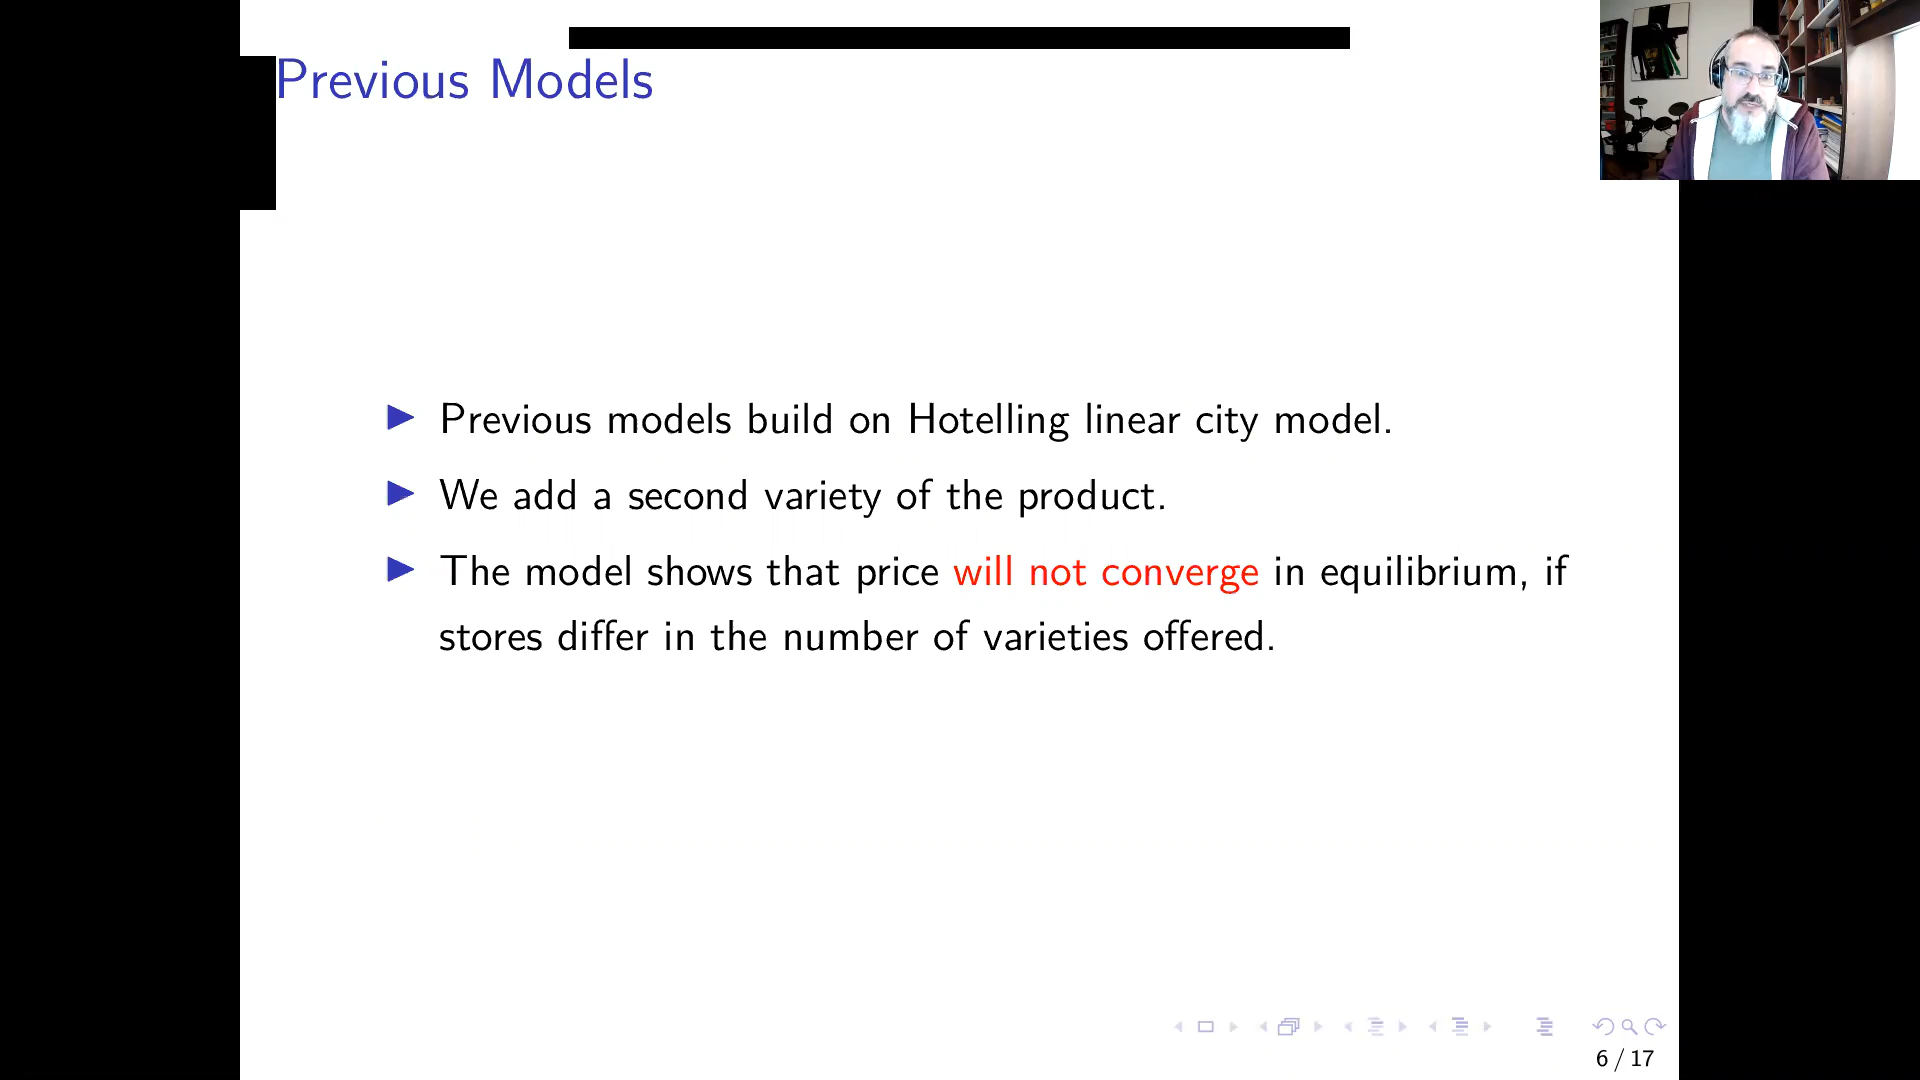 Previous Models
Previous models build on Hotelling linear city model.
We add a second variety of the product.
The model shows that price will not converge in equilibrium, if
stores differ in the number of varieties offered.
6 / 17